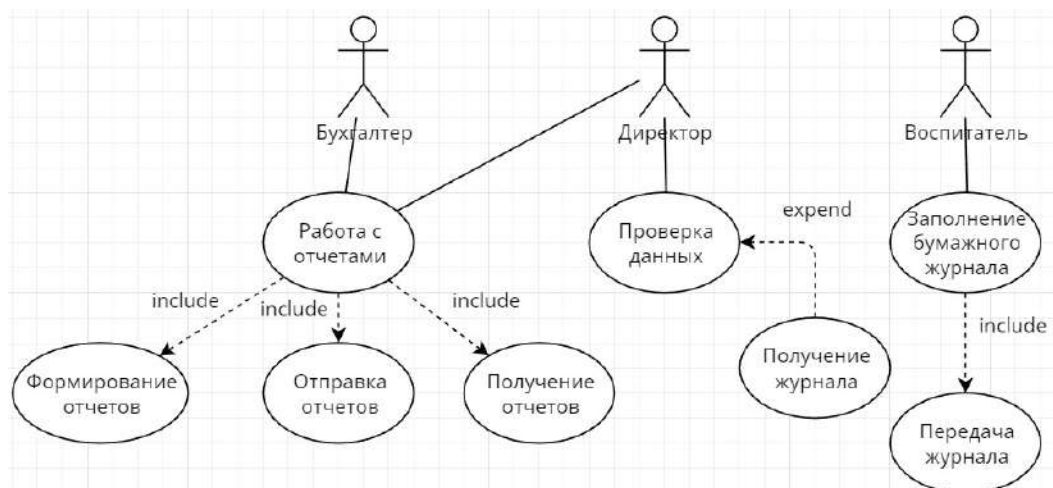 Бухгалтер
Директор
Воспитатель
Работа с
отчетами
Проверка
данных
expend
Заполнение
бумажного
журнала
include
include
include
include
Формирование
отчетов
Отправка
отчетов
Получение
отчетов
Получение
журнала
Передача
журнала